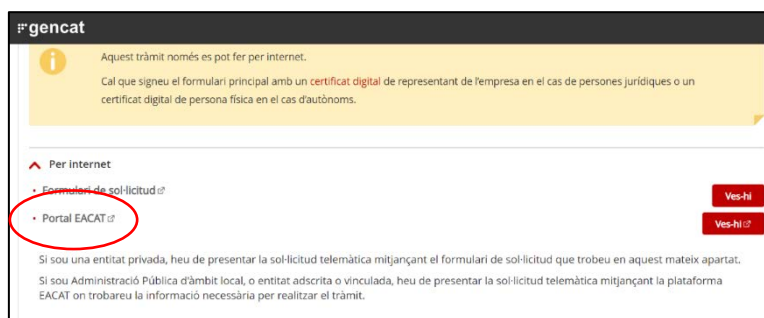 gencat
Aquest tràmit només es pot fer per internet.
Cal que signeu el formulari principal amb un certificat digital de representant de l'empresa en el cas de persones jurídiques o un
certificat digital de persona física en el cas d'autònoms.
Per internet
Formulari de sol·licitud
Ves-hi
Portal EACAT
Ves-hi
Si sou una entitat privada, heu de presentar la sol·licitud telemàtica mitjançant el formulari de sol·licitud que trobeu en aquest mateix apartat.
Si sou Administració Pública d'àmbit local, o entitat adscrita o vinculada, heu de presentar la sol·licitud telemàtica mitjançant la plataforma
EACAT on trobareu la informació necessària per realitzar el tràmit.